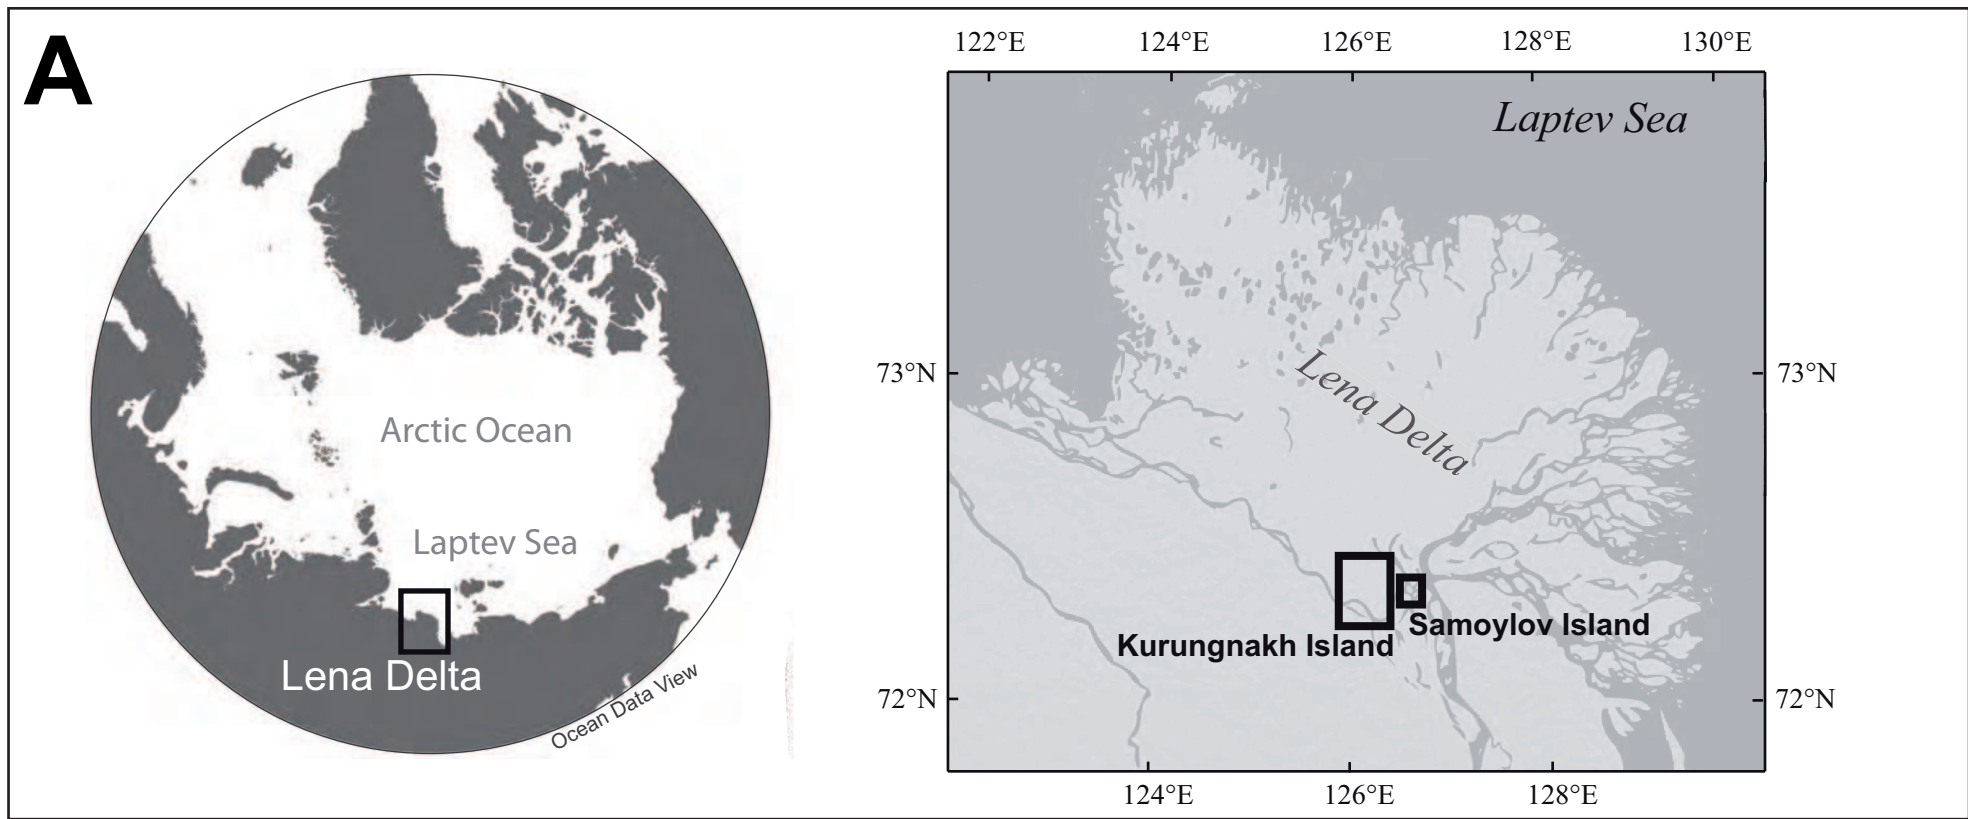 A
Arctic Ocean
Laptev Sea
Lena Delta
Ocean Data View
122°E 124°E 126°E 128°E 130°E
Laptev Sea
73°N 73°N
Lena Delta
Samoylov Island
Kurungnakh Island
72°N 72°N
124°E 126°E 128°E